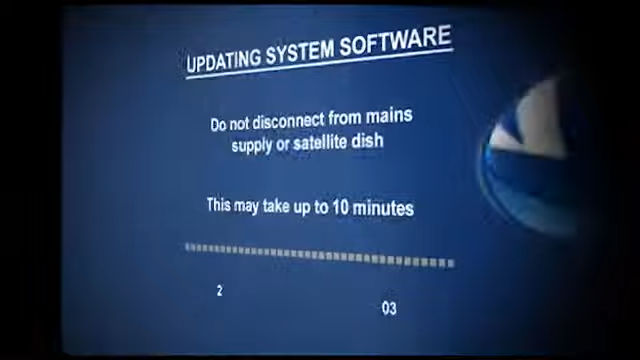 UPDATING SYSTEM SOFTWARE
Do not disconnect from mains
supply or satellite dish
This may take up to 10 minutes
2
03